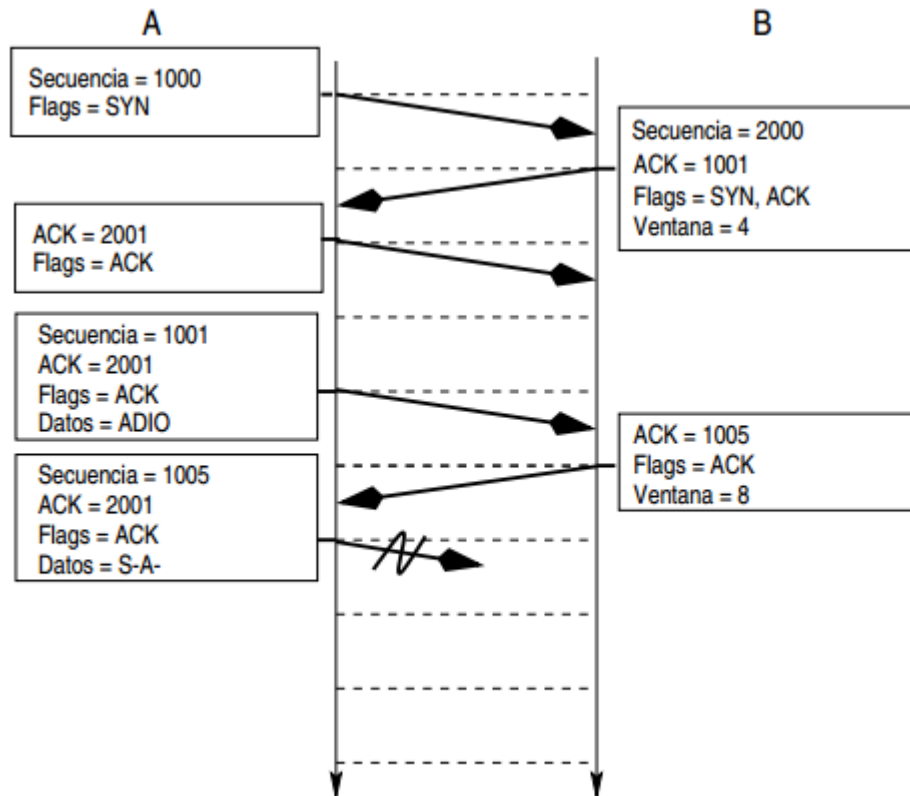 A
B
Secuencia = 1000
Flags = SYN
Secuencia = 2000
ACK = 1001
Flags = SYN, ACK
Ventana = 4
ACK = 2001
Flags = ACK
Secuencia = 1001
ACK = 2001
Flags = ACK
Datos = ADIO
ACK = 1005
Flags = ACK
Ventana = 8
Secuencia = 1005
ACK = 2001
Flags = ACK
Datos = S-A-